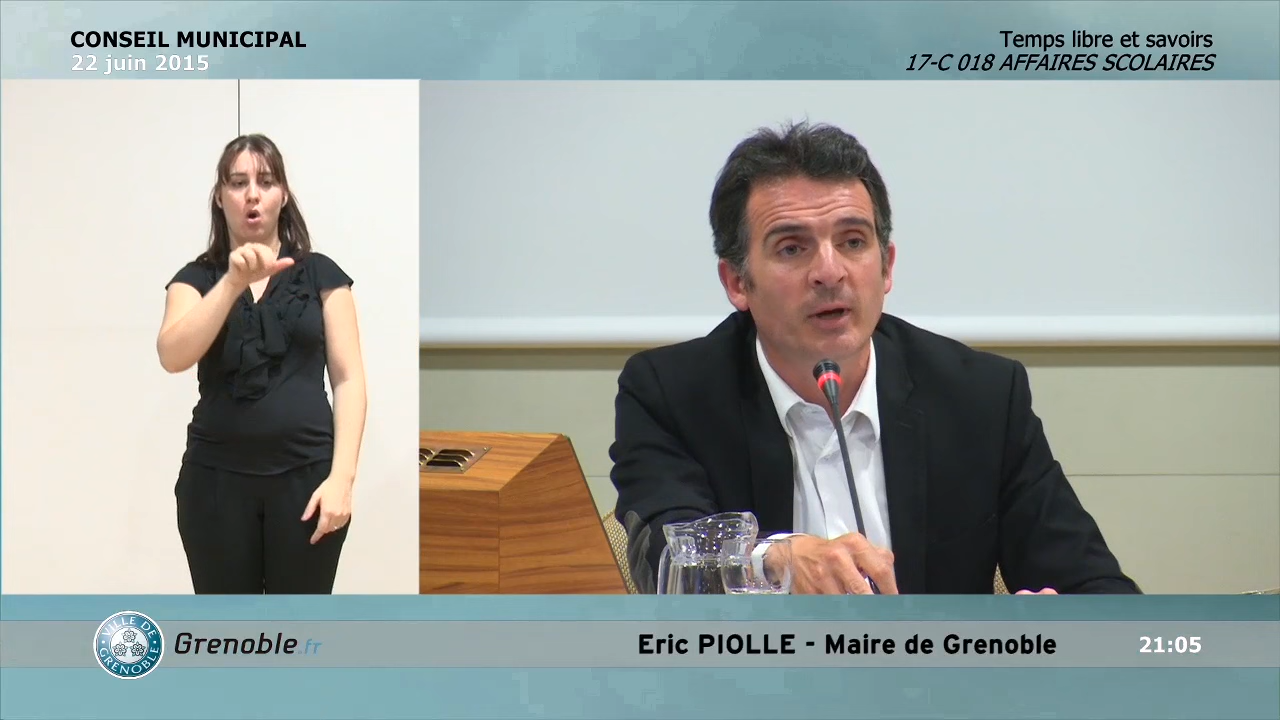 CONSEIL MUNICIPAL
22 juin 2015
Temps libre et savoirs
17-C 018 AFFAIRES SCOLAIRES
VILLE DE GRENOBLE
Grenoble.fr
Eric PIOLLE - Maire de Grenoble
21:05